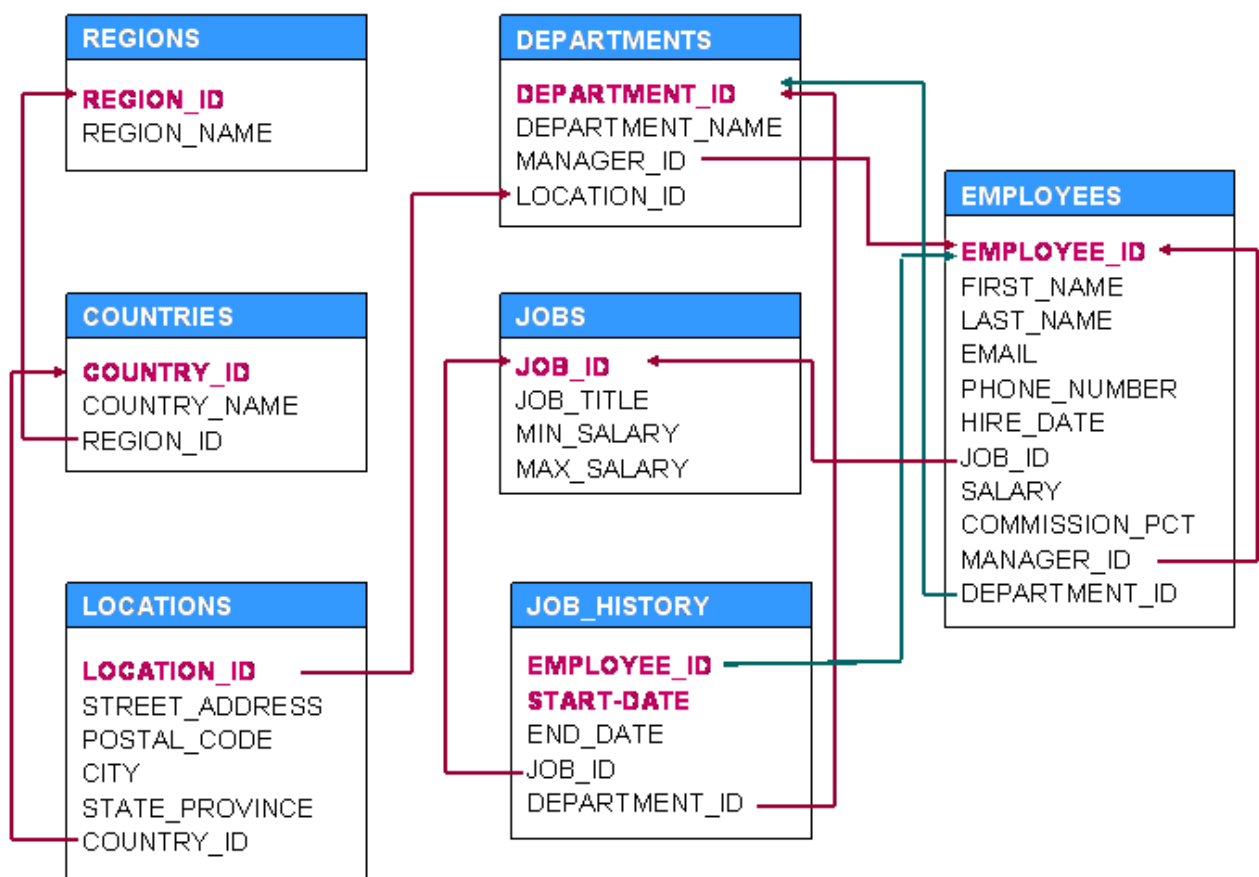 REGIONS
REGION_ID
REGION_NAME
DEPARTMENTS
DEPARTMENT_ID
DEPARTMENT_NAME
MANAGER_ID
LOCATION_ID
EMPLOYEES
EMPLOYEE_ID
FIRST_NAME
LAST_NAME
EMAIL
PHONE_NUMBER
HIRE_DATE
JOB_ID
SALARY
COMMISSION_PCT
MANAGER_ID
DEPARTMENT_ID
COUNTRIES
COUNTRY_ID
COUNTRY_NAME
REGION_ID
JOBS
JOB_ID
JOB_TITLE
MIN_SALARY
MAX_SALARY
LOCATIONS
LOCATION_ID
STREET_ADDRESS
POSTAL_CODE
CITY
STATE_PROVINCE
COUNTRY_ID
JOB_HISTORY
EMPLOYEE_ID
START-DATE
END_DATE
JOB_ID
DEPARTMENT_ID